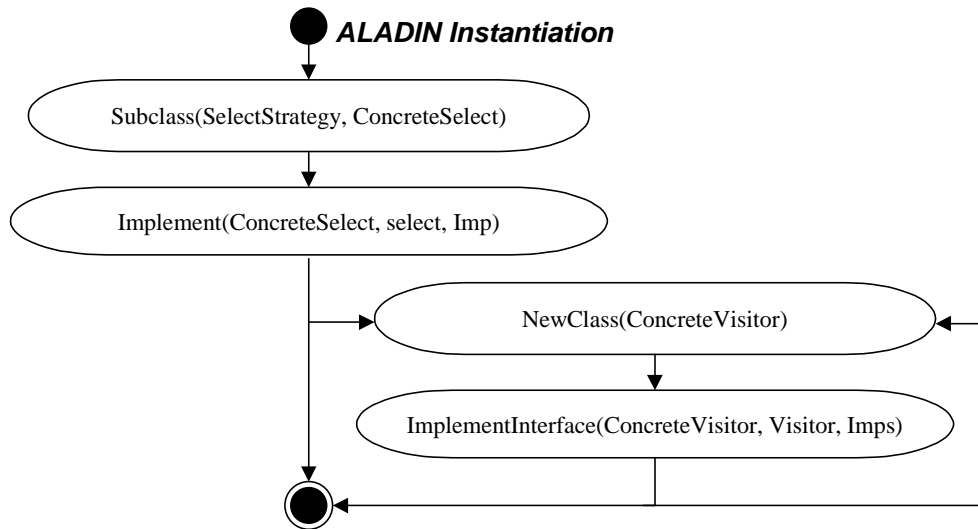 ALADIN Instantiation
Subclass(SelectStrategy, ConcreteSelect)
Implement(ConcreteSelect, select, Imp)
NewClass(ConcreteVisitor)
ImplementInterface(ConcreteVisitor, Visitor, Imps)